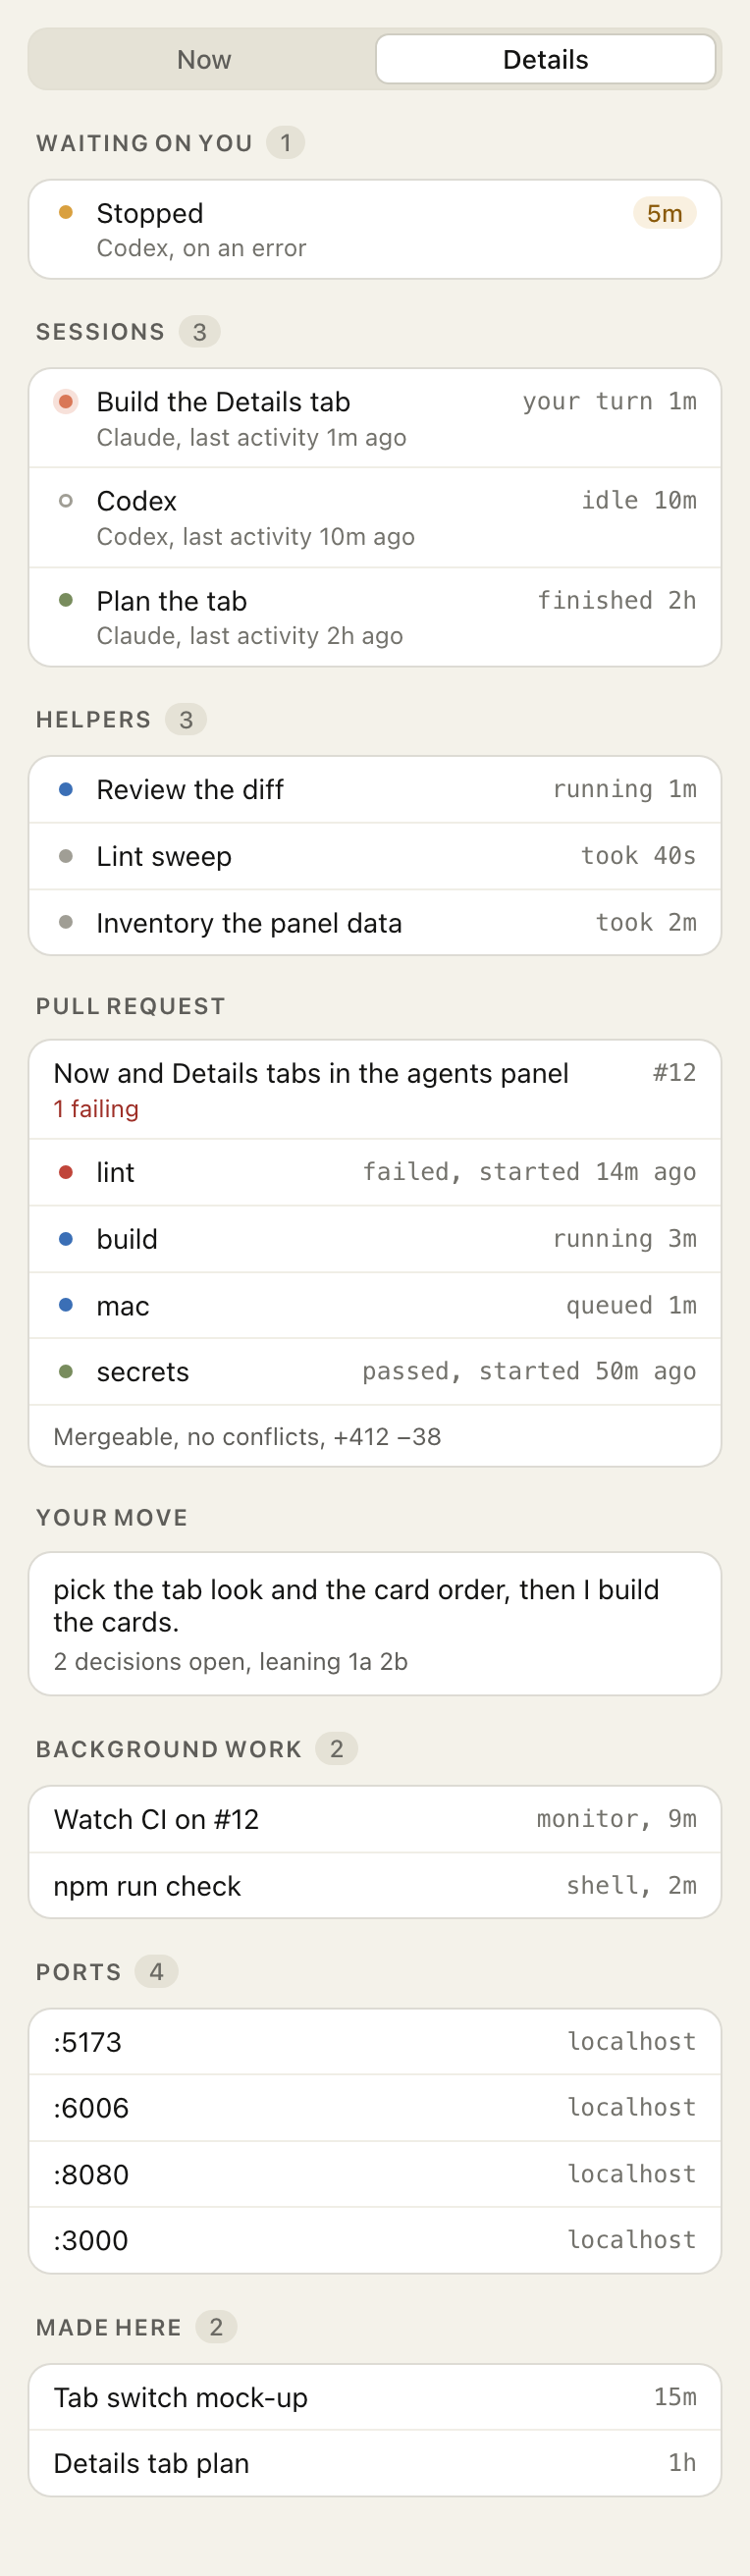 Now
Details
WAITING ON YOU 1
Stopped 5m
Codex, on an error
SESSIONS 3
Build the Details tab your turn 1m
Claude, last activity 1m ago
Codex idle 10m
Codex, last activity 10m ago
Plan the tab finished 2h
Claude, last activity 2h ago
HELPERS 3
Review the diff running 1m
Lint sweep took 40s
Inventory the panel data took 2m
PULL REQUEST
Now and Details tabs in the agents panel #12
1 failing
lint failed, started 14m ago
build running 3m
mac queued 1m
secrets passed, started 50m ago
Mergeable, no conflicts, +412 −38
YOUR MOVE
pick the tab look and the card order, then I build
the cards.
2 decisions open, leaning 1a 2b
BACKGROUND WORK 2
Watch CI on #12 monitor, 9m
npm run check shell, 2m
PORTS 4
:5173 localhost
:6006 localhost
:8080 localhost
:3000 localhost
MADE HERE 2
Tab switch mock-up 15m
Details tab plan 1h